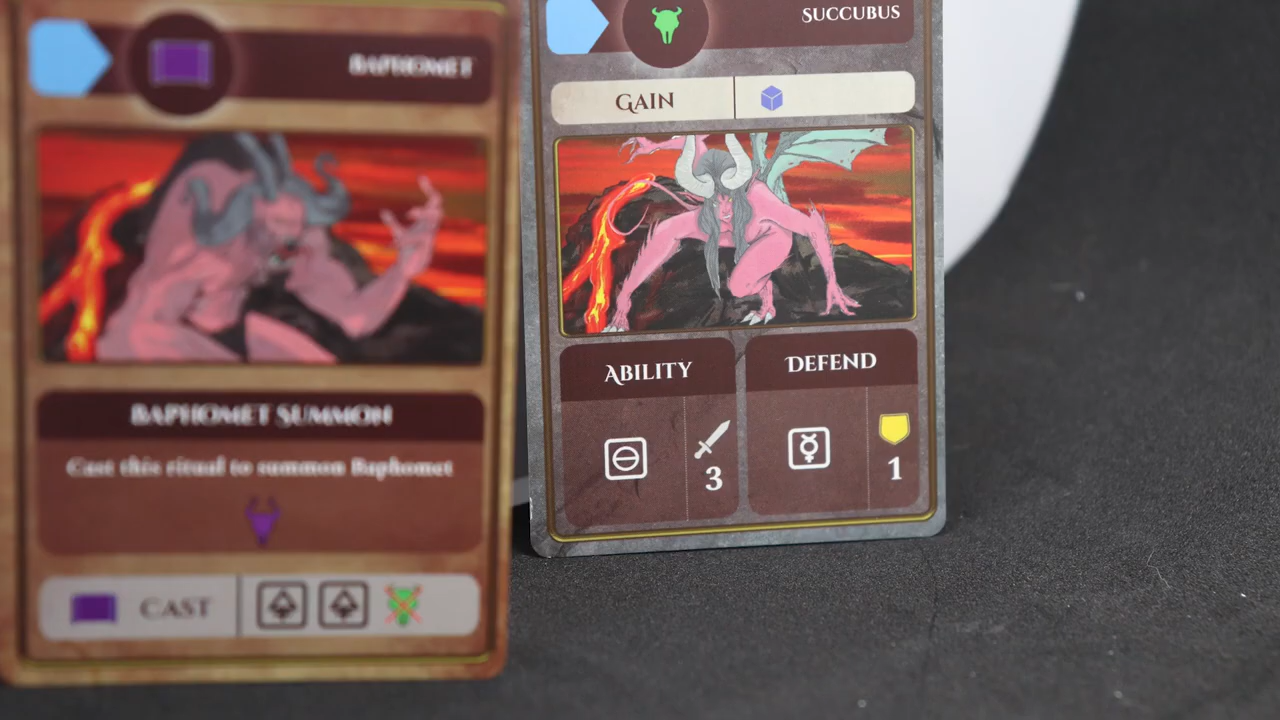 BAPHOMET
BAPHOMET SUMMON
Cast this ritual to summon Baphomet
CAST
SUCCUBUS
GAIN
ABILITY
DEFEND
3
1